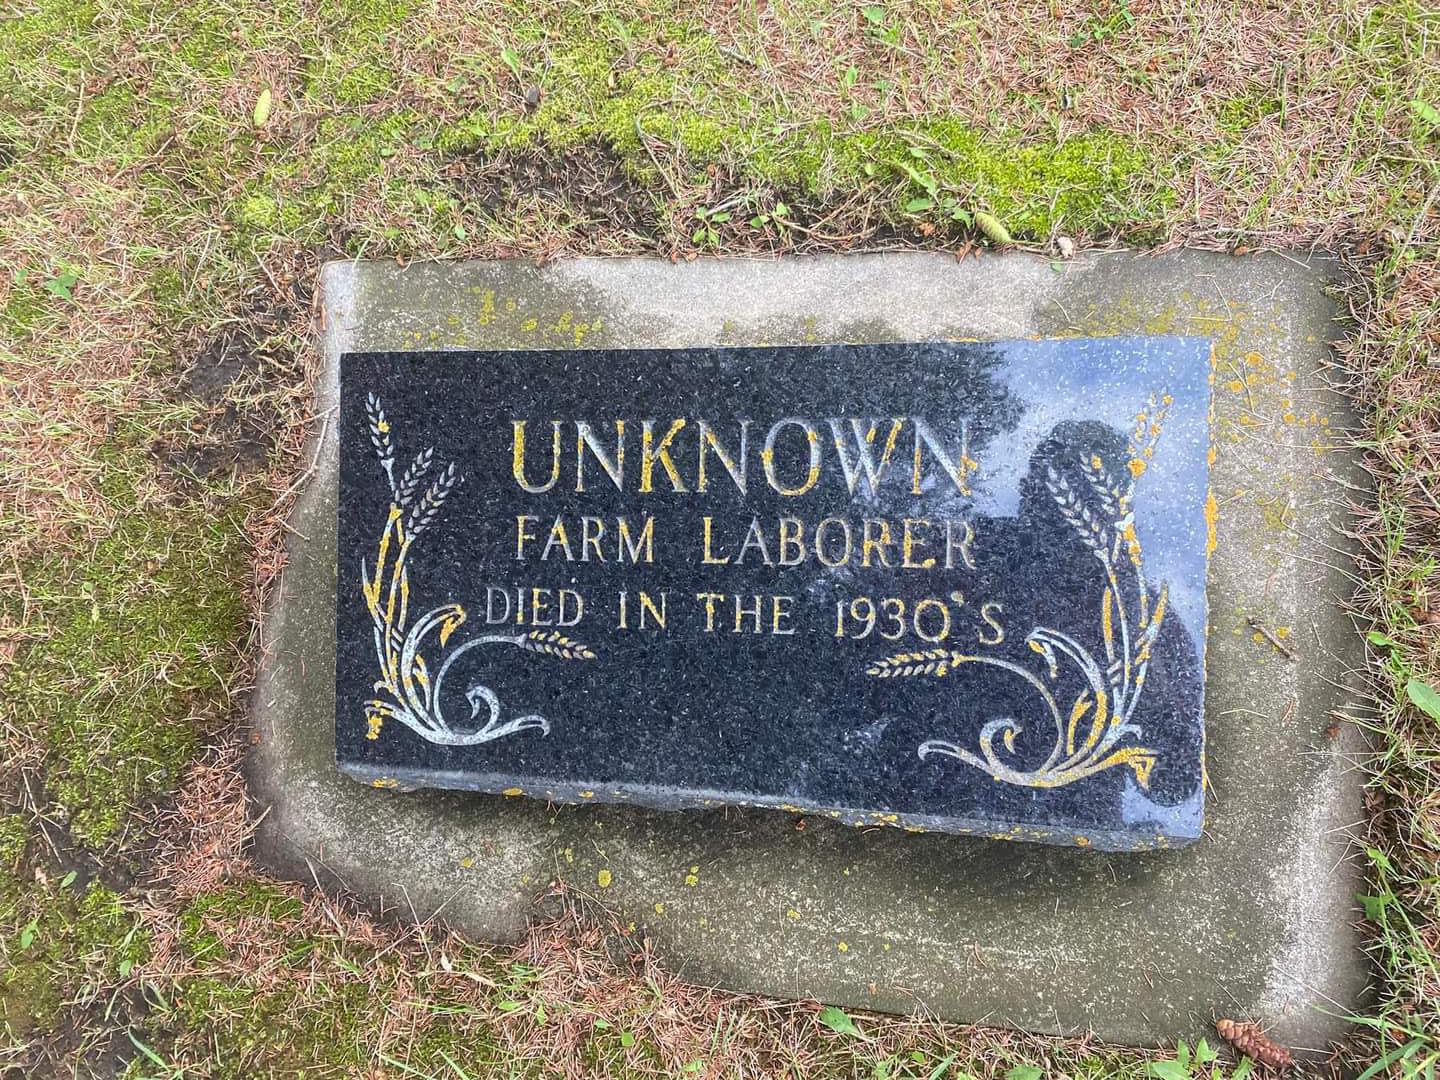 UNKNOWN
FARM LABORER
DIED IN THE 1930'S